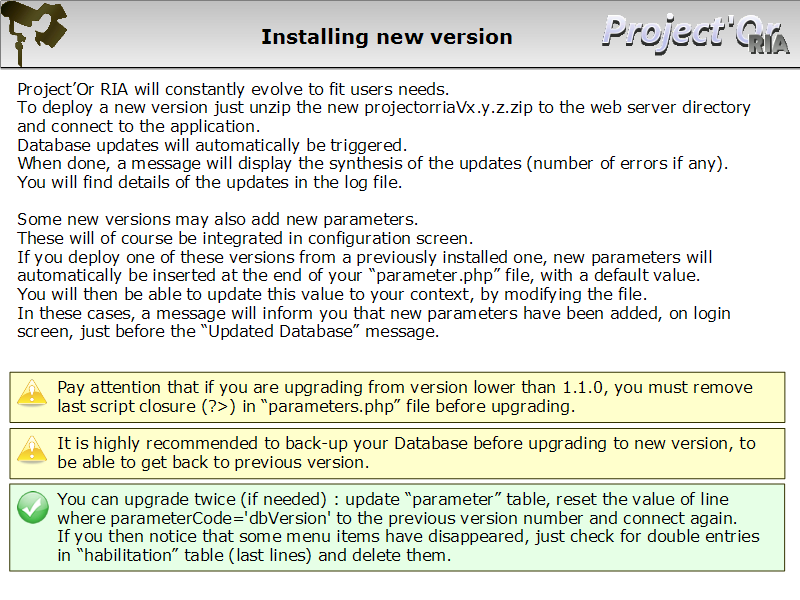 Installing new version
Project'Or
RIA
Project’Or RIA will constantly evolve to fit users needs.
To deploy a new version just unzip the new projectorriaVx.y.z.zip to the web server directory
and connect to the application.
Database updates will automatically be triggered.
When done, a message will display the synthesis of the updates (number of errors if any).
You will find details of the updates in the log file.
Some new versions may also add new parameters.
These will of course be integrated in configuration screen.
If you deploy one of these versions from a previously installed one, new parameters will
automatically be inserted at the end of your “parameter.php” file, with a default value.
You will then be able to update this value to your context, by modifying the file.
In these cases, a message will inform you that new parameters have been added, on login
screen, just before the “Updated Database” message.
Pay attention that if you are upgrading from version lower than 1.1.0, you must remove
last script closure (?>) in “parameters.php” file before upgrading.
It is highly recommended to back-up your Database before upgrading to new version, to
be able to get back to previous version.
You can upgrade twice (if needed) : update “parameter” table, reset the value of line
where parameterCode='dbVersion' to the previous version number and connect again.
If you then notice that some menu items have disappeared, just check for double entries
in “habilitation” table (last lines) and delete them.